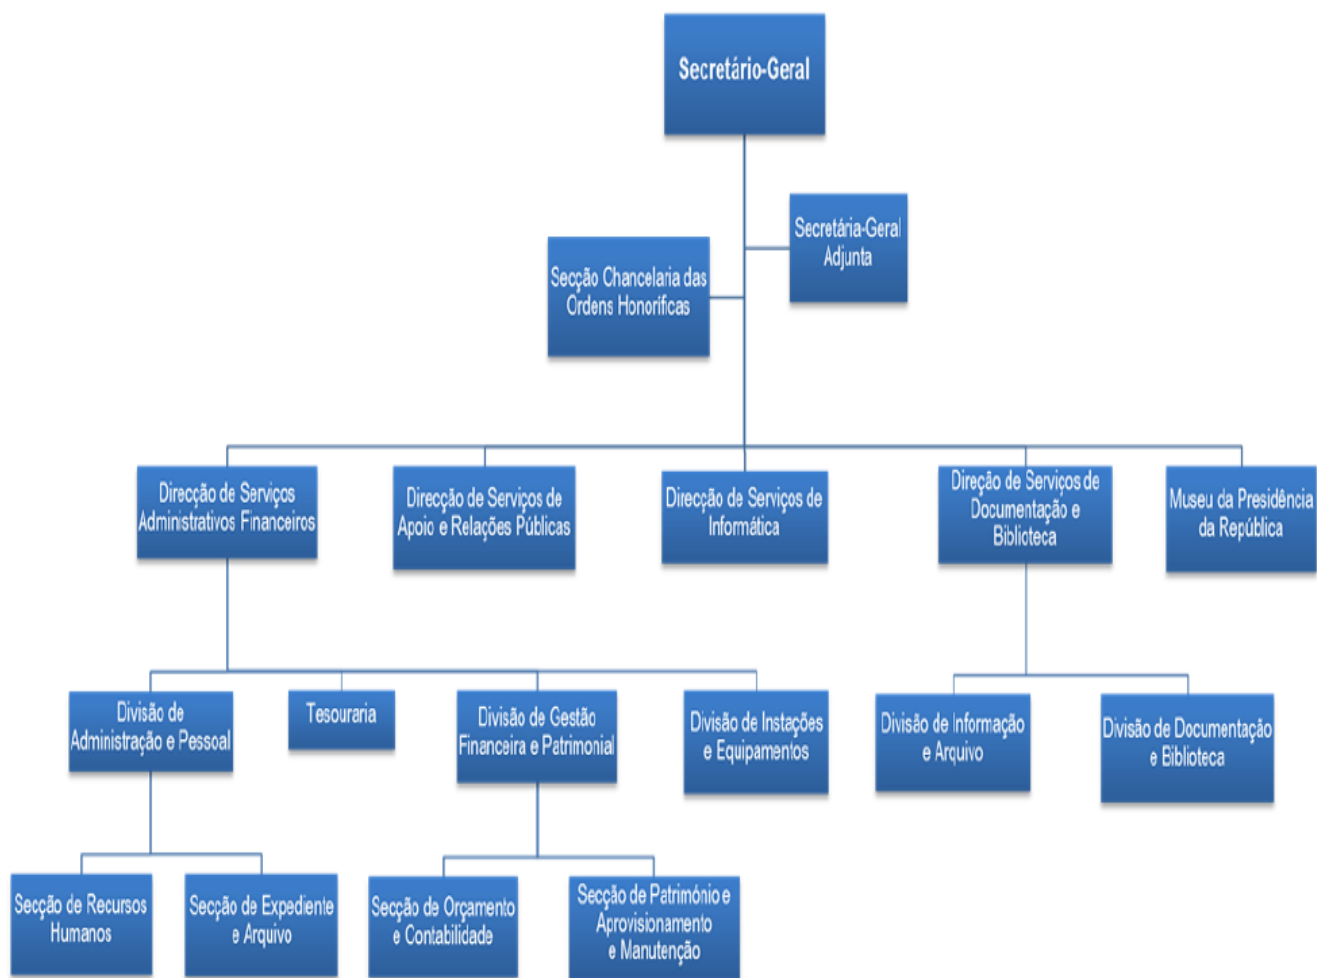 Secretário-Geral
Secretária-Geral
Adjunta
Secção Chancelaria das
Ordens Honoríficas
Direcção de Serviços
Administrativos Financeiros
Direcção de Serviços de
Apoio e Relações Públicas
Direcção de Serviços de
Informática
Direção de Serviços de
Documentação e
Biblioteca
Museu da Presidência
da República
Divisão de
Administração e Pessoal
Tesouraria
Divisão de Gestão
Financeira e Patrimonial
Divisão de Instações
e Equipamentos
Divisão de Informação
e Arquivo
Divisão de Documentação
e Biblioteca
Secção de Recursos
Humanos
Secção de Expediente
e Arquivo
Secção de Orçamento
e Contabilidade
Secção de Património e
Aprovisionamento
e Manutenção